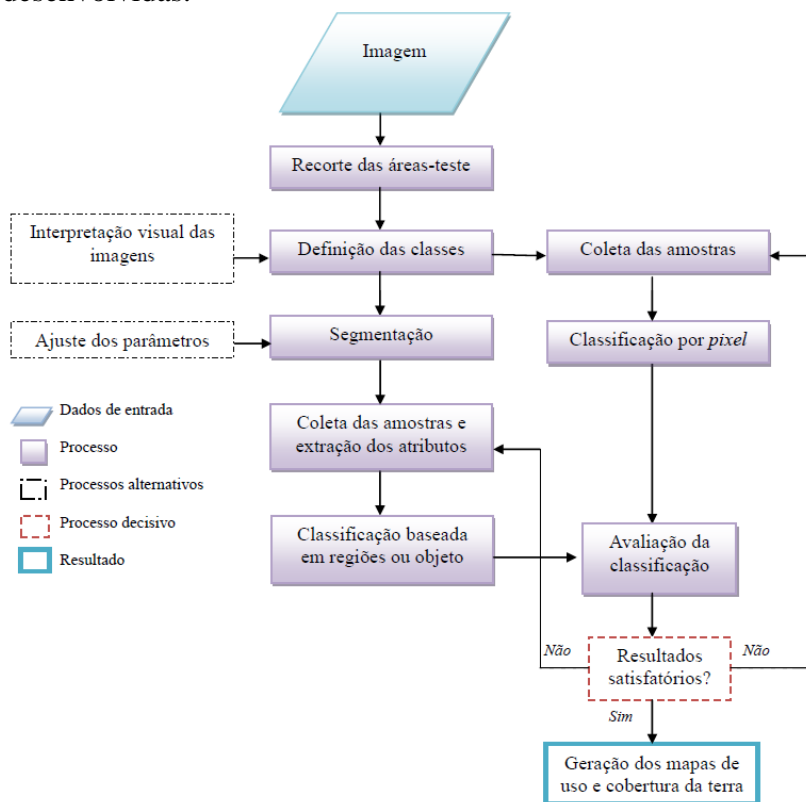 desenvolvidas.
Imagem
Recorte das áreas-teste
Interpretação visual das
imagens
Definição das classes
Coleta das amostras
Ajuste dos parâmetros
Segmentação
Classificação por pixel
Dados de entrada
Processo
Processos alternativos
Processo decisivo
Resultado
Coleta das amostras e
extração dos atributos
Classificação baseada
em regiões ou objeto
Avaliação da
classificação
Não
Resultados
satisfatórios?
Não
Sim
Geração dos mapas de
uso e cobertura da terra